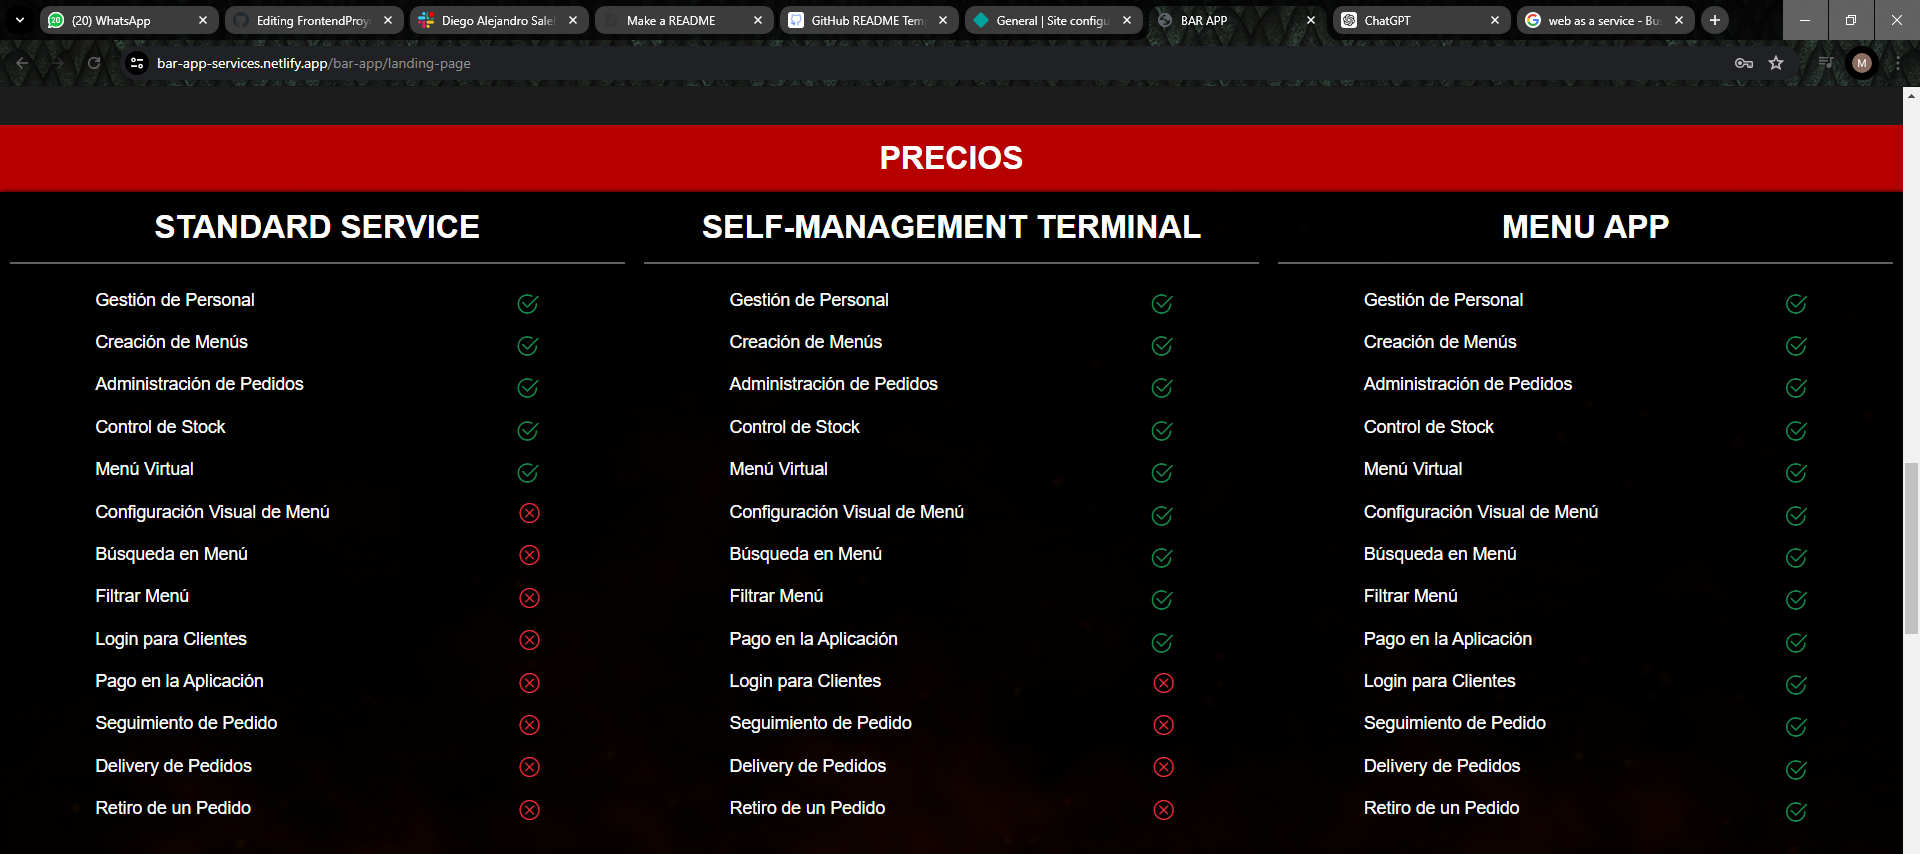 (20) WhatsApp
Editing FrontendProy
Diego Alejandro Sale
Make a README
GitHub README Tem
General | Site configu
BAR APP
ChatGPT
web as a service - Bu
bar-app-services.netlify.app/bar-app/landing-page
M
PRECIOS
STANDARD SERVICE
Gestión de Personal
Creación de Menús
Administración de Pedidos
Control de Stock
Menú Virtual
Configuración Visual de Menú
Búsqueda en Menú
Filtrar Menú
Login para Clientes
Pago en la Aplicación
Seguimiento de Pedido
Delivery de Pedidos
Retiro de un Pedido
SELF-MANAGEMENT TERMINAL
Gestión de Personal
Creación de Menús
Administración de Pedidos
Control de Stock
Menú Virtual
Configuración Visual de Menú
Búsqueda en Menú
Filtrar Menú
Pago en la Aplicación
Login para Clientes
Seguimiento de Pedido
Delivery de Pedidos
Retiro de un Pedido
MENU APP
Gestión de Personal
Creación de Menús
Administración de Pedidos
Control de Stock
Menú Virtual
Configuración Visual de Menú
Búsqueda en Menú
Filtrar Menú
Pago en la Aplicación
Login para Clientes
Seguimiento de Pedido
Delivery de Pedidos
Retiro de un Pedido